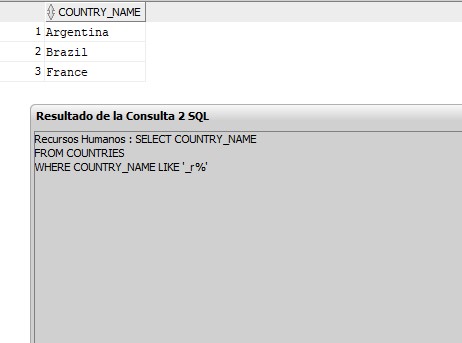 COUNTRY_NAME
1 Argentina
2 Brazil
3 France
Resultado de la Consulta 2 SQL
Recursos Humanos : SELECT COUNTRY_NAME
FROM COUNTRIES
WHERE COUNTRY_NAME LIKE '_r%'